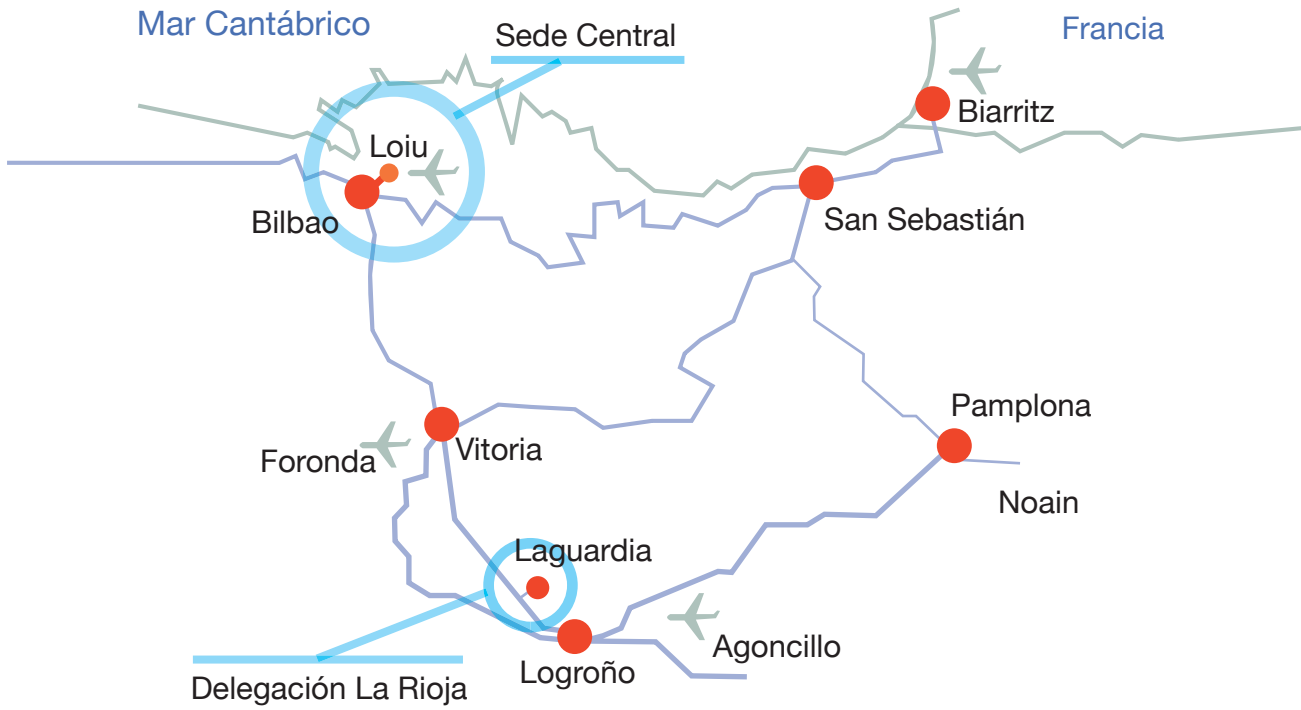 Mar Cantábrico
Sede Central
Francia
Biarritz
Loiu
Bilbao
San Sebastián
Pamplona
Foronda
Vitoria
Noain
Laguardia
Agoncillo
Logroño
Delegación La Rioja